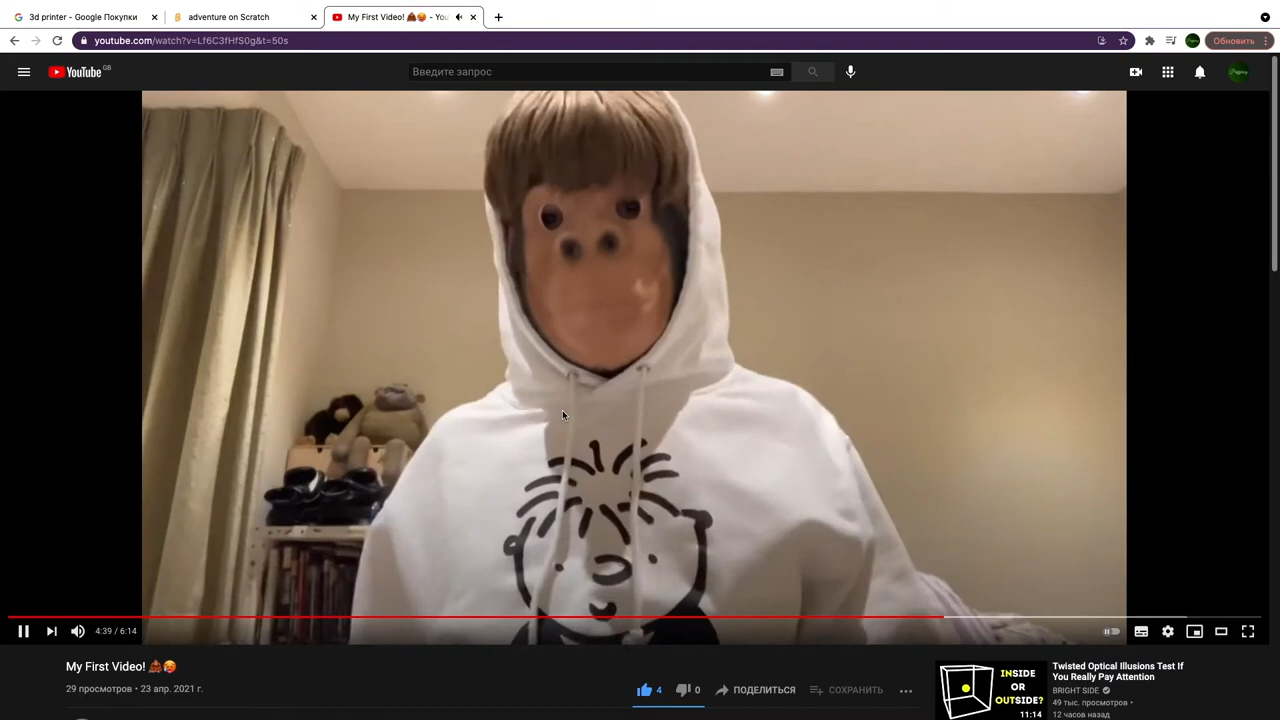 3d printer - Google Покупки
adventure on Scratch
My First Video! 💩🥵 - You
youtube.com/watch?v=Lf6C3fHfS0g&t=50s
Обновить
YouTube GB
Введите запрос
4:39 / 6:14
My First Video! 💩🥵
29 просмотров • 23 апр. 2021 г.
4
0
ПОДЕЛИТЬСЯ
СОХРАНИТЬ
INSIDE
OR
OUTSIDE?
11:14
Twisted Optical Illusions Test If
You Really Pay Attention
BRIGHT SIDE
49 тыс. просмотров •
12 часов назад